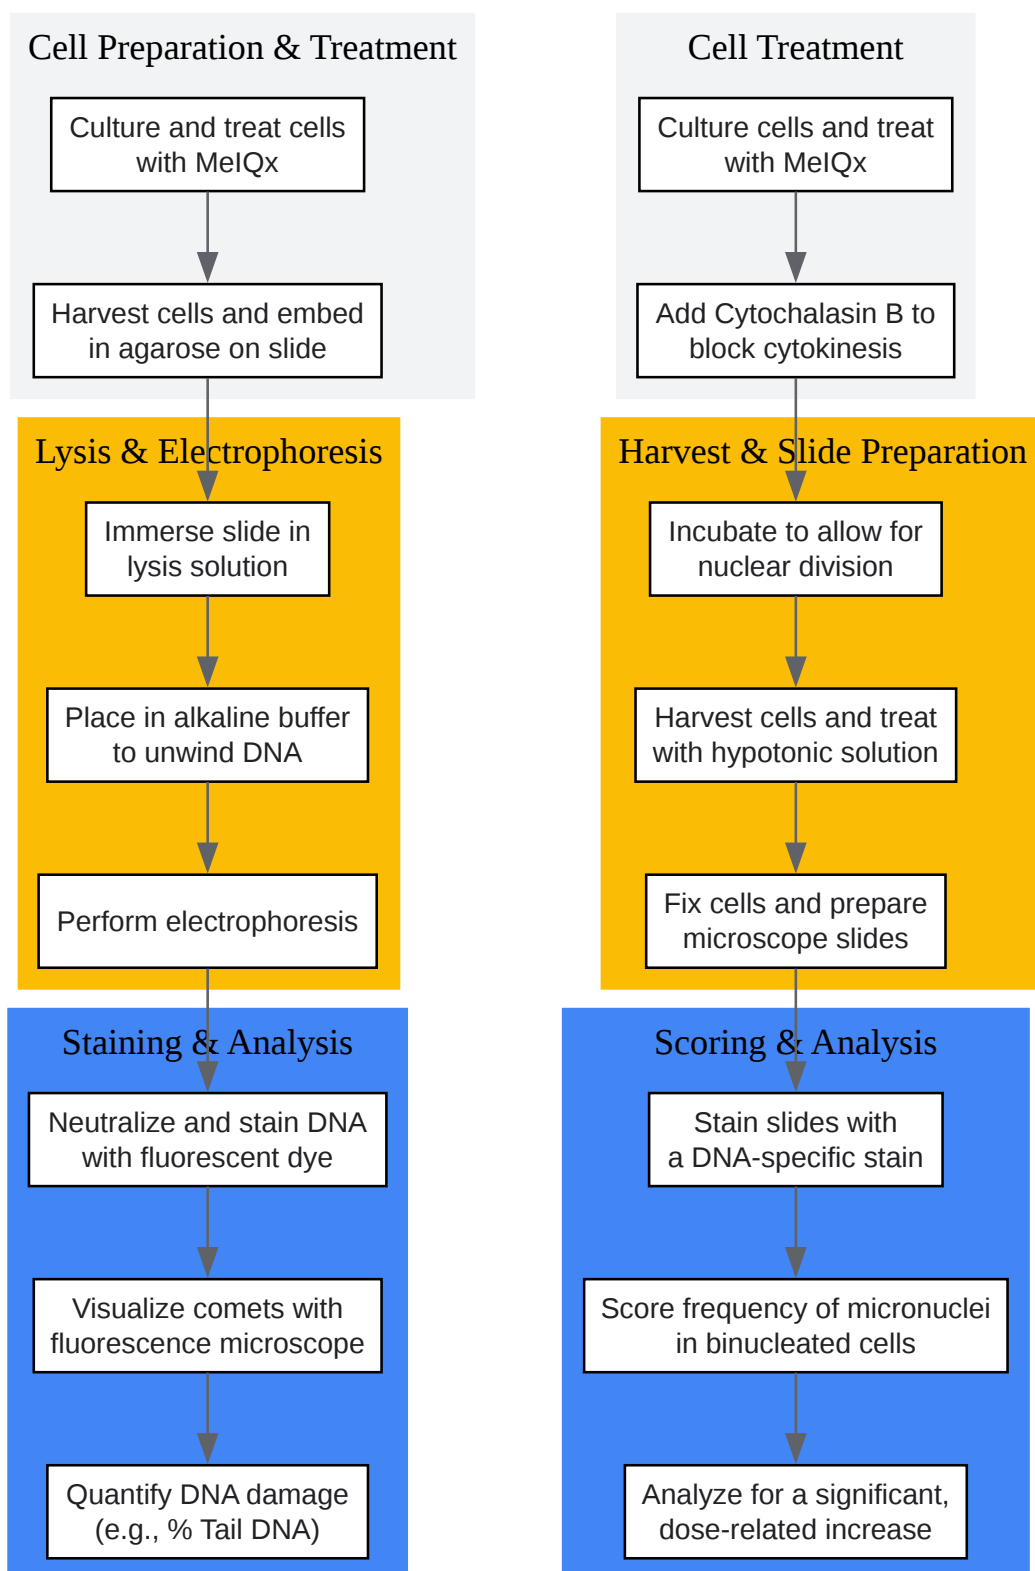 Cell Preparation & Treatment
Culture and treat cells
with MeIQx
Harvest cells and embed
in agarose on slide
Lysis & Electrophoresis
Immerse slide in
lysis solution
Place in alkaline buffer
to unwind DNA
Perform electrophoresis
Staining & Analysis
Neutralize and stain DNA
with fluorescent dye
Visualize comets with
fluorescence microscope
Quantify DNA damage
(e.g., % Tail DNA)
Cell Treatment
Culture cells and treat
with MeIQx
Add Cytochalasin B to
block cytokinesis
Harvest & Slide Preparation
Incubate to allow for
nuclear division
Harvest cells and treat
with hypotonic solution
Fix cells and prepare
microscope slides
Scoring & Analysis
Stain slides with
a DNA-specific stain
Score frequency of micronuclei
in binucleated cells
Analyze for a significant,
dose-related increase